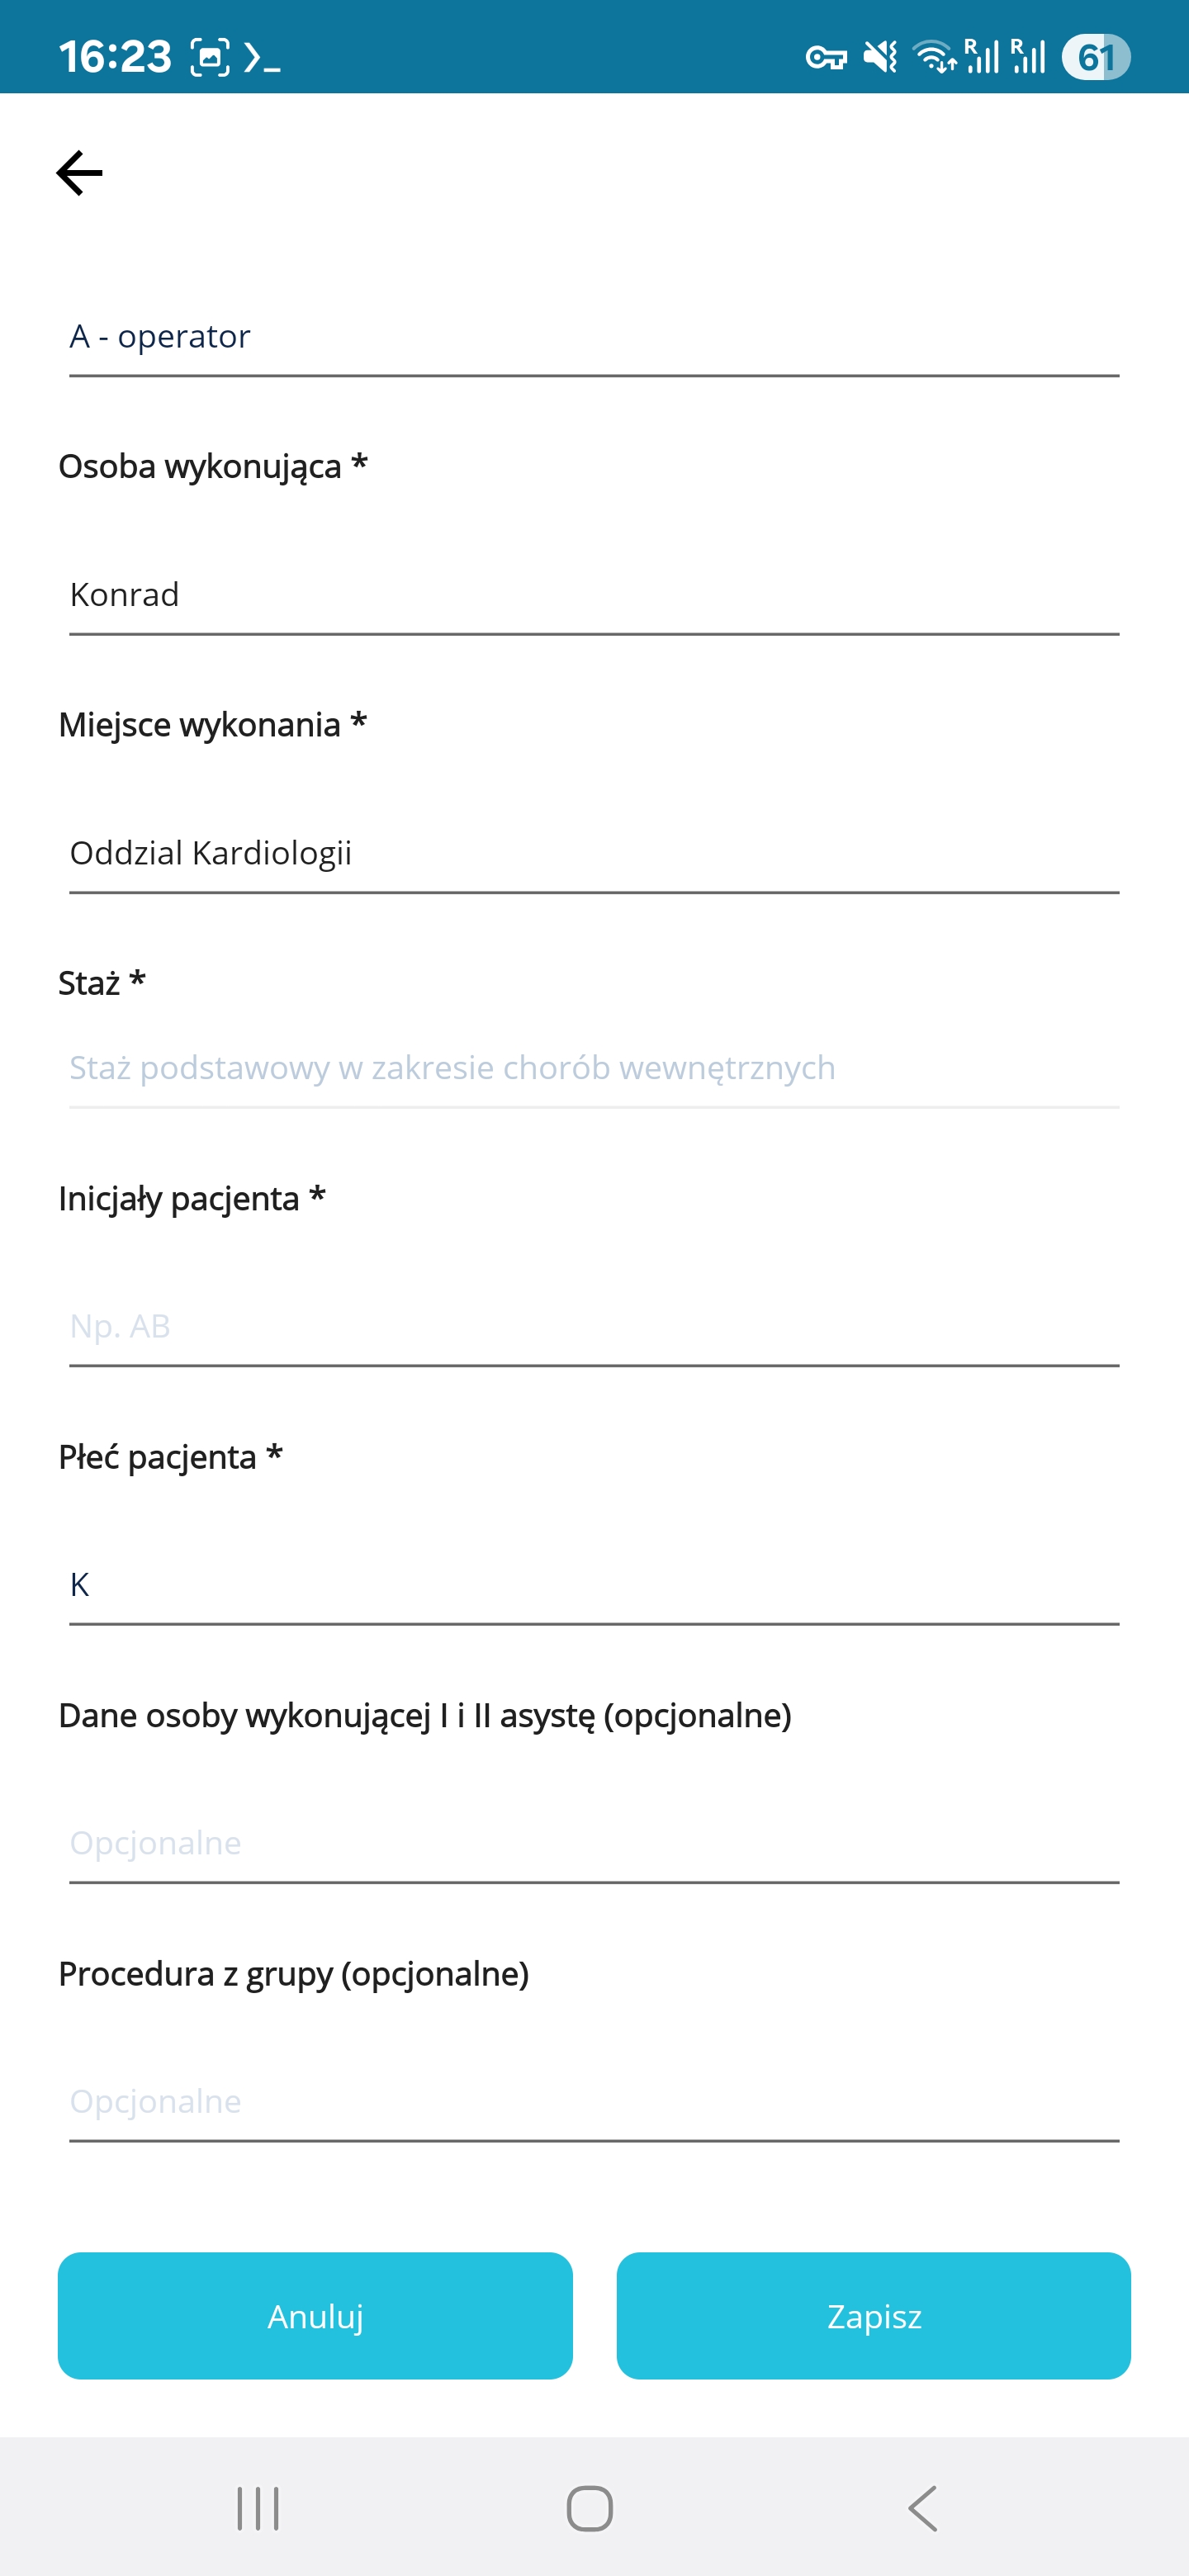 16:23
R R 61
A - operator
Osoba wykonująca *
Konrad
Miejsce wykonania *
Oddzial Kardiologii
Staż *
Staż podstawowy w zakresie chorób wewnętrznych
Inicjały pacjenta *
Np. AB
Płeć pacjenta *
K
Dane osoby wykonującej I i II asystę (opcjonalne)
Opcjonalne
Procedura z grupy (opcjonalne)
Opcjonalne
Anuluj Zapisz